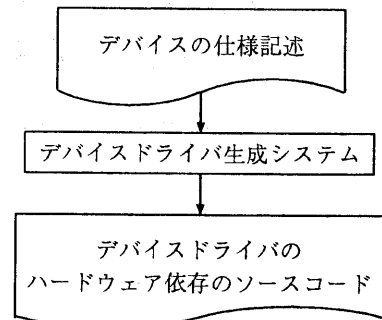 デバイスの仕様記述
デバイスドライバ生成システム
デバイスドライバの
ハードウェア依存のソースコード